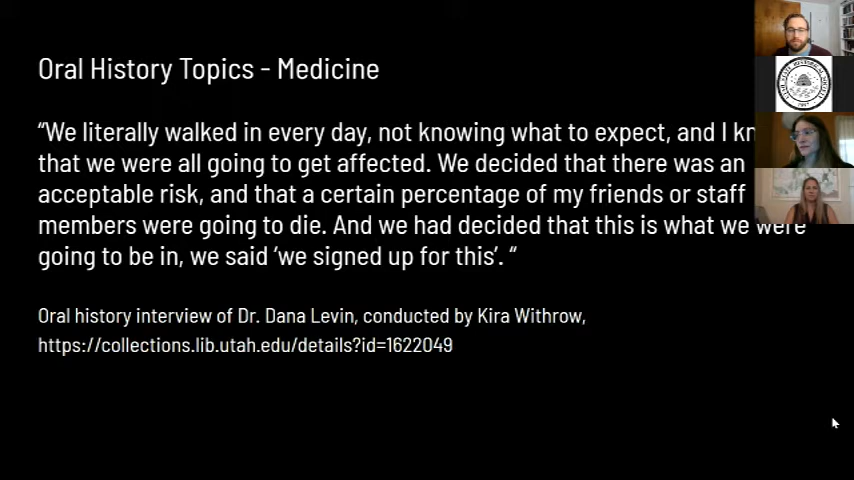 Oral History Topics - Medicine
“We literally walked in every day, not knowing what to expect, and I
that we were all going to get affected. We decided that there was an
acceptable risk, and that a certain percentage of my friends or staff
members were going to die. And we had decided that this is what we were
going to be in, we said ‘we signed up for this’. “
Oral history interview of Dr. Dana Levin, conducted by Kira Withrow,
https://collections.lib.utah.edu/details?id=1622049